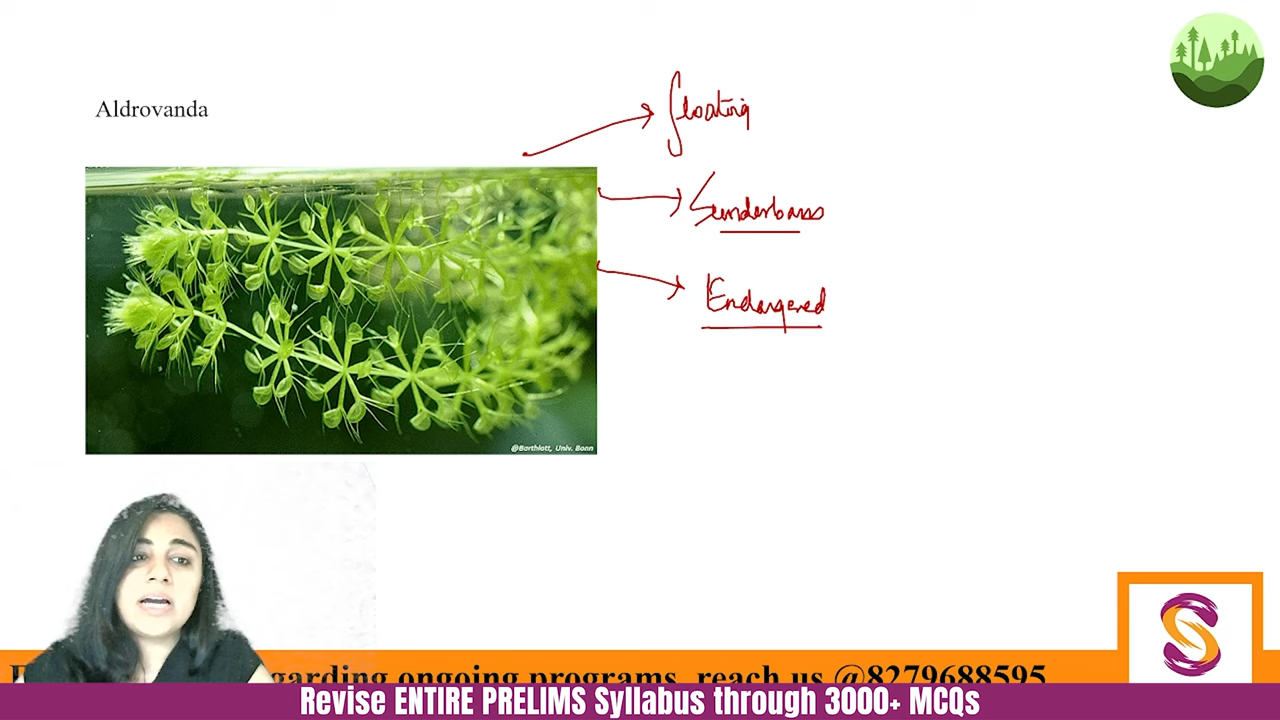 Aldrovanda
floating
Sunderbans
Endangered
@Barthlott, Univ. Bonn
garding ongoing programs, reach us @8279688595
Revise ENTIRE PRELIMS Syllabus through 3000+ MCQs